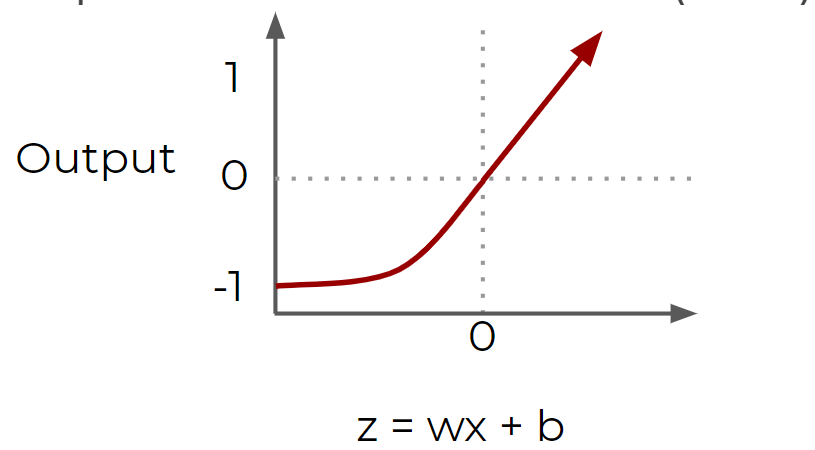 1
Output
0
-1
0
z = wx + b